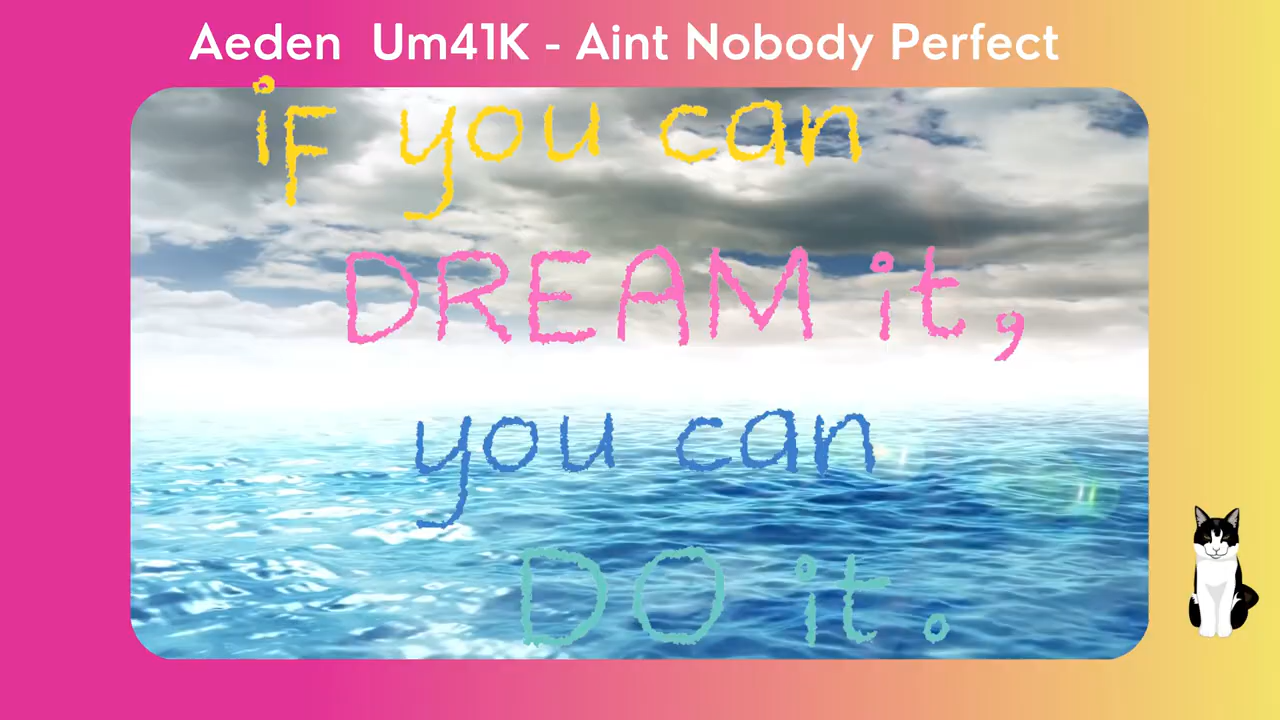 Aeden Um41K - Aint Nobody Perfect
if you can
DREAM it,
you can
DO it.